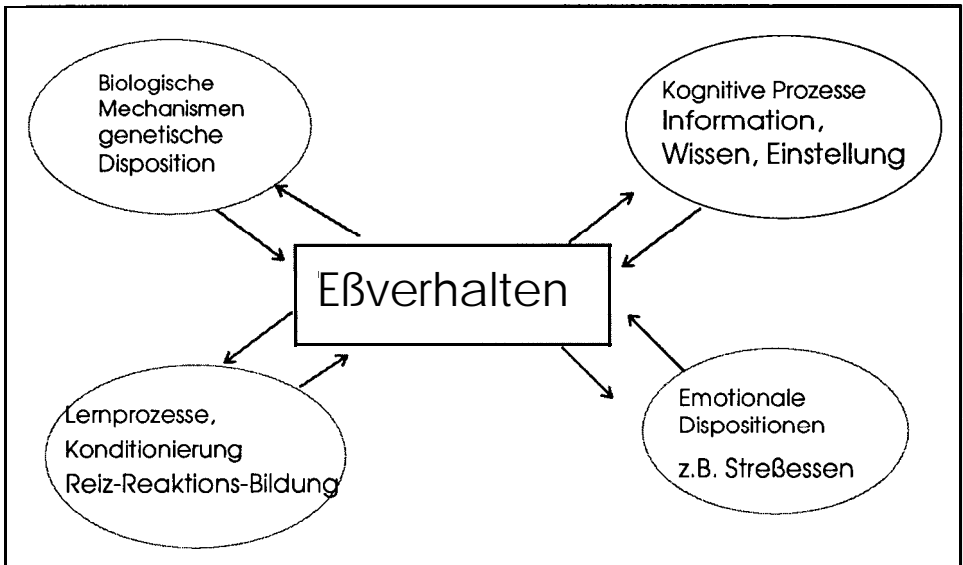 Biologische
Mechanismen
genetische
Disposition
Kognitive Prozesse
Information,
Wissen, Einstellung
Eßverhalten
Lernprozesse,
Konditionierung
Reiz-Reaktions-Bildung
Emotionale
Dispositionen
z.B. Streßessen